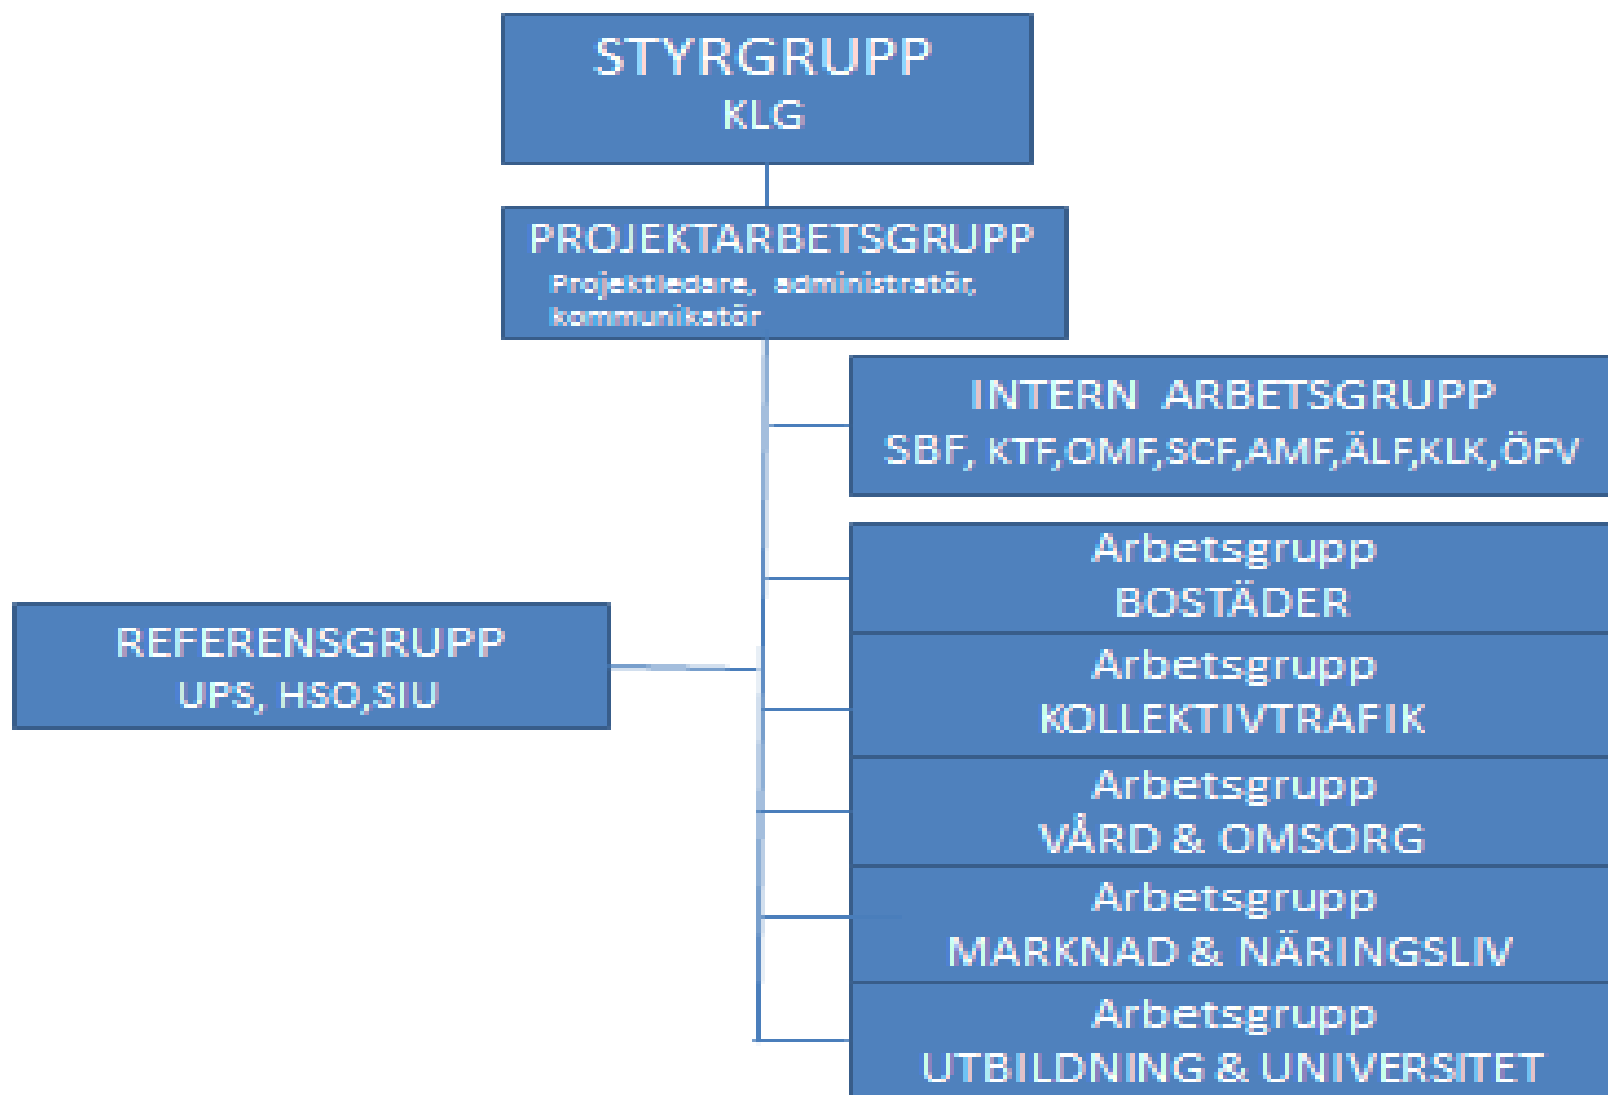 STYRGRUPP
KLG
PROJEKTARBETSGRUPP
Projektledare, administratör,
kommunikatör
INTERN ARBETSGRUPP
SBF, KTF,OMF,SCF,AMF,ÄLF,KLK,ÖFV
Arbetsgrupp
BOSTÄDER
REFERENSGRUPP
UPS, HSO,SIU
Arbetsgrupp
KOLLEKTIVTRAFIK
Arbetsgrupp
VÅRD & OMSORG
Arbetsgrupp
MARKNAD & NÄRINGSLIV
Arbetsgrupp
UTBILDNING & UNIVERSITET